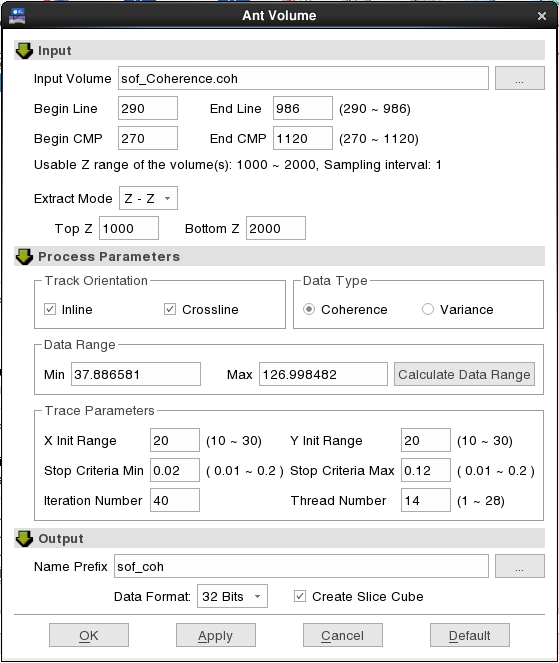 Ant Volume
Input
Input Volume sof_Coherence.coh ...
Begin Line 290 End Line 986 (290 ~ 986)
Begin CMP 270 End CMP 1120 (270 ~ 1120)
Usable Z range of the volume(s): 1000 ~ 2000, Sampling interval: 1
Extract Mode Z - Z
Top Z 1000 Bottom Z 2000
Process Parameters
Track Orientation Data Type
Inline Crossline Coherence Variance
Data Range
Min 37.886581 Max 126.998482 Calculate Data Range
Trace Parameters
X Init Range 20 (10 ~ 30) Y Init Range 20 (10 ~ 30)
Stop Criteria Min 0.02 ( 0.01 ~ 0.2 ) Stop Criteria Max 0.12 ( 0.01 ~ 0.2 )
Iteration Number 40 Thread Number 14 (1 ~ 28)
Output
Name Prefix sof_coh ...
Data Format: 32 Bits Create Slice Cube
OK Apply Cancel Default